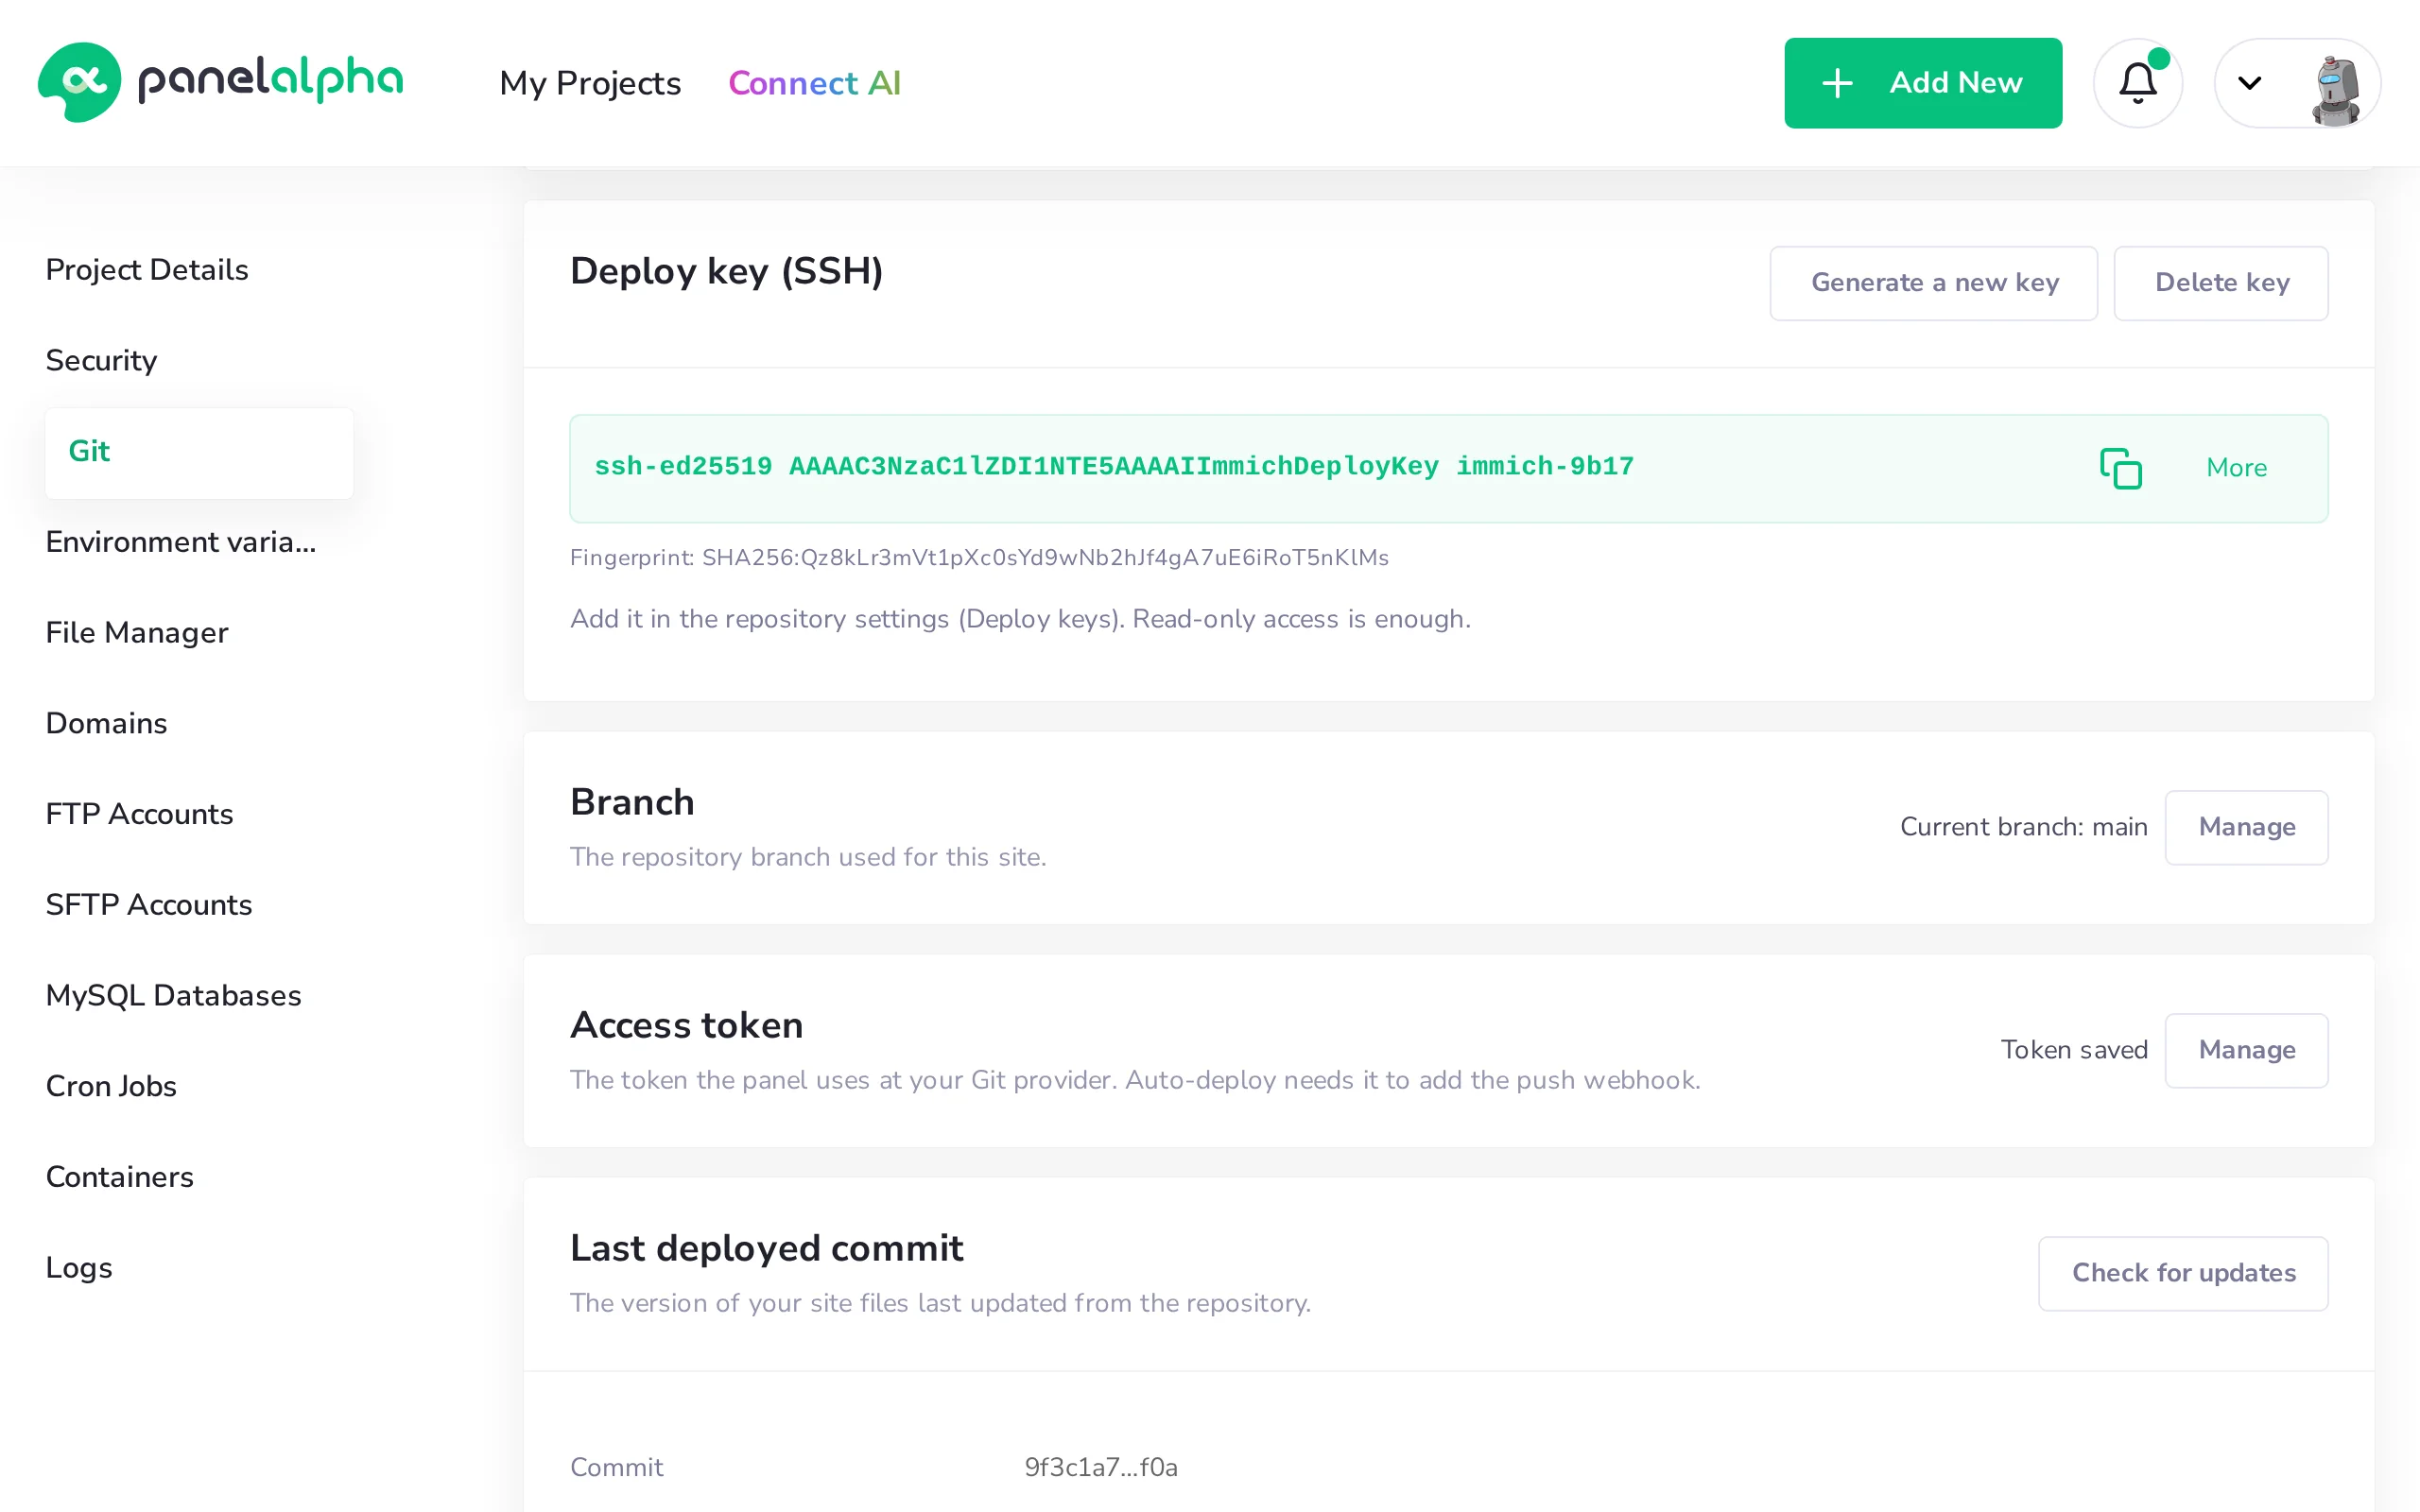 panelalpha
My Projects
Connect AI
Add New
Project Details
Security
Git
Environment varia...
File Manager
Domains
FTP Accounts
SFTP Accounts
MySQL Databases
Cron Jobs
Containers
Logs
Deploy key (SSH)
Generate a new key
Delete key
ssh-ed25519 AAAAC3NzaC1lZDI1NTE5AAAAIImmichDeployKey immich-9b17
More
Fingerprint: SHA256:Qz8kLr3mVt1pXc0sYd9wNb2hJf4gA7uE6iRoT5nKlMs
Add it in the repository settings (Deploy keys). Read-only access is enough.
Branch
The repository branch used for this site.
Current branch: main
Manage
Access token
The token the panel uses at your Git provider. Auto-deploy needs it to add the push webhook.
Token saved
Manage
Last deployed commit
The version of your site files last updated from the repository.
Check for updates
Commit
9f3c1a7...f0a